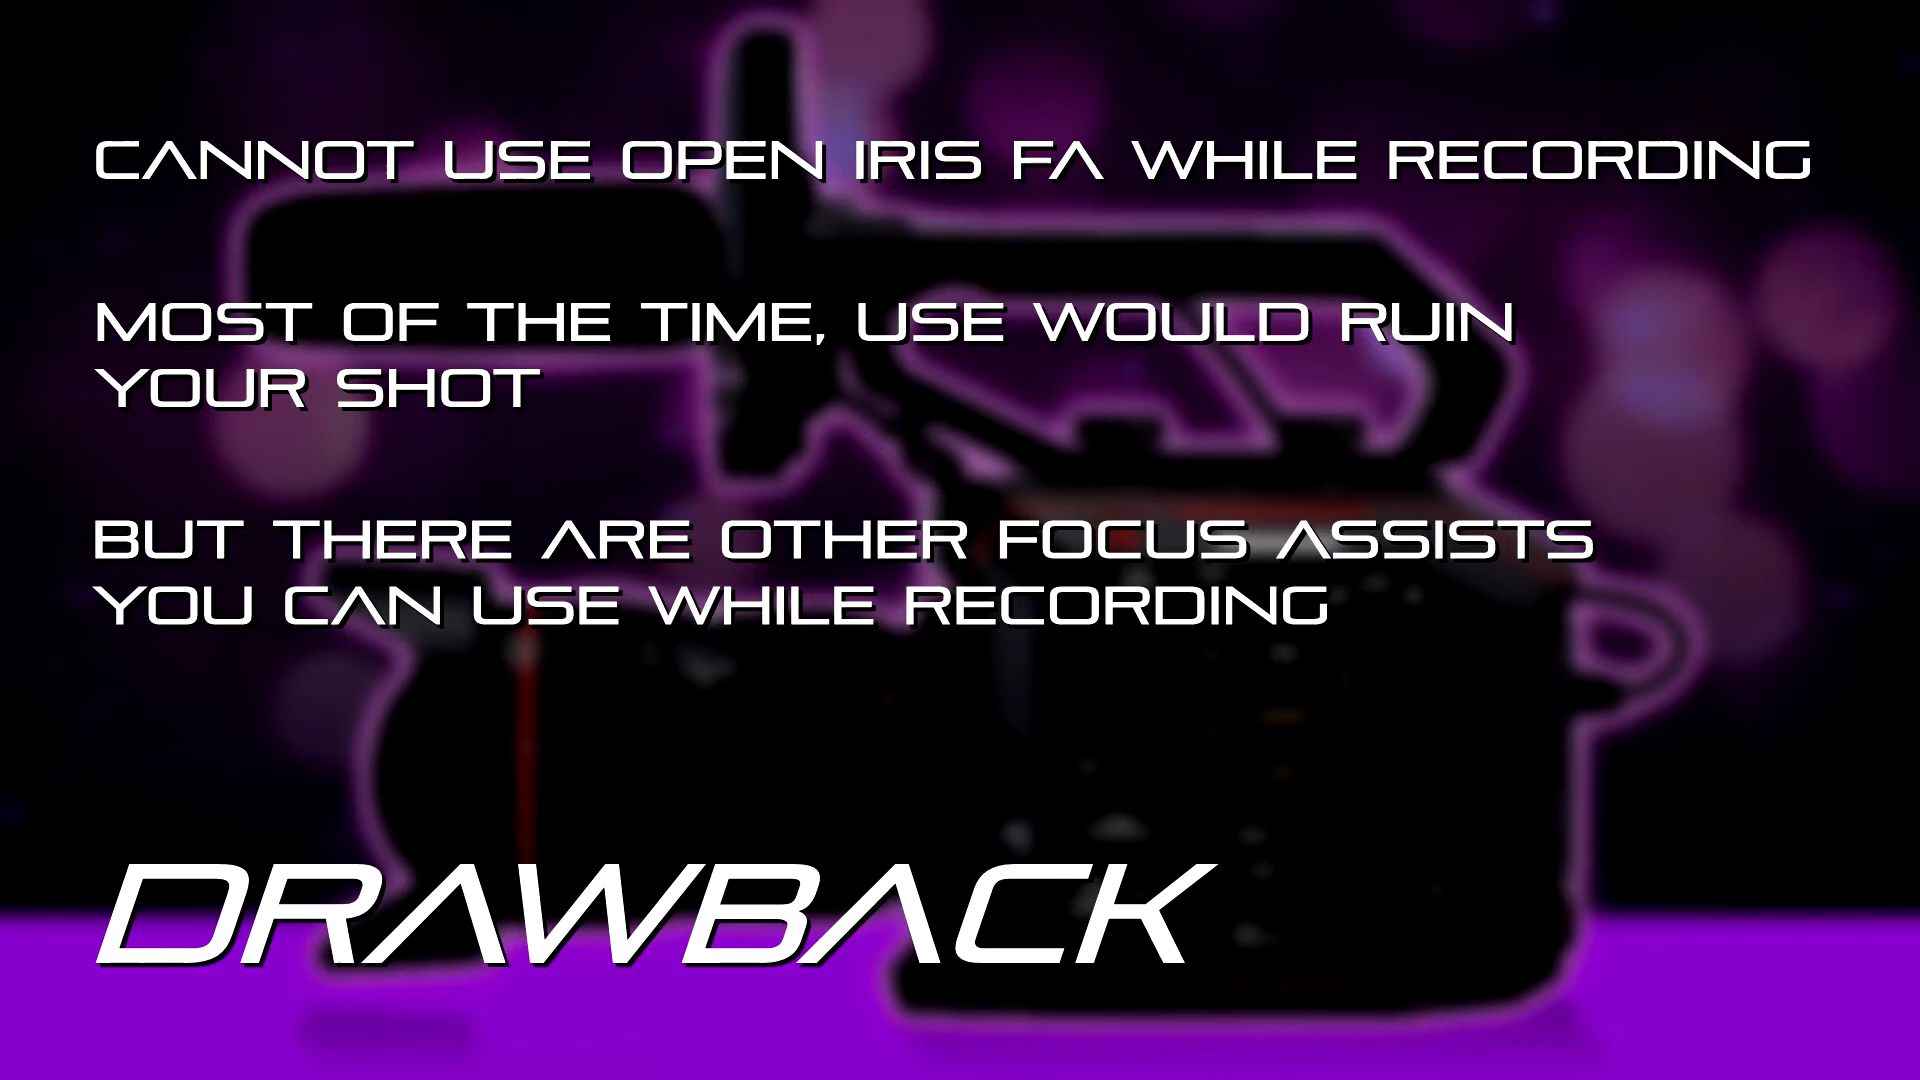 CANNOT USE OPEN IRIS FA WHILE RECORDING
MOST OF THE TIME, USE WOULD RUIN
YOUR SHOT
BUT THERE ARE OTHER FOCUS ASSISTS
YOU CAN USE WHILE RECORDING
DRAWBACK